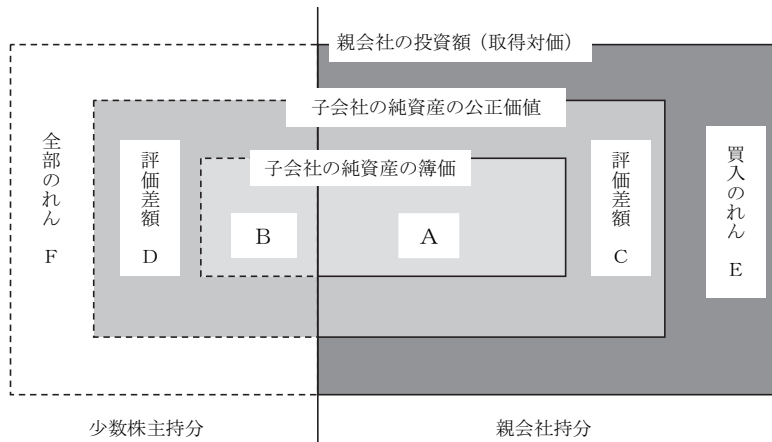 親会社の投資額（取得対価）
子会社の純資産の公正価値
子会社の純資産の簿価
全部のれん F
評価差額 D
B
A
評価差額 C
買入のれん E
少数株主持分
親会社持分